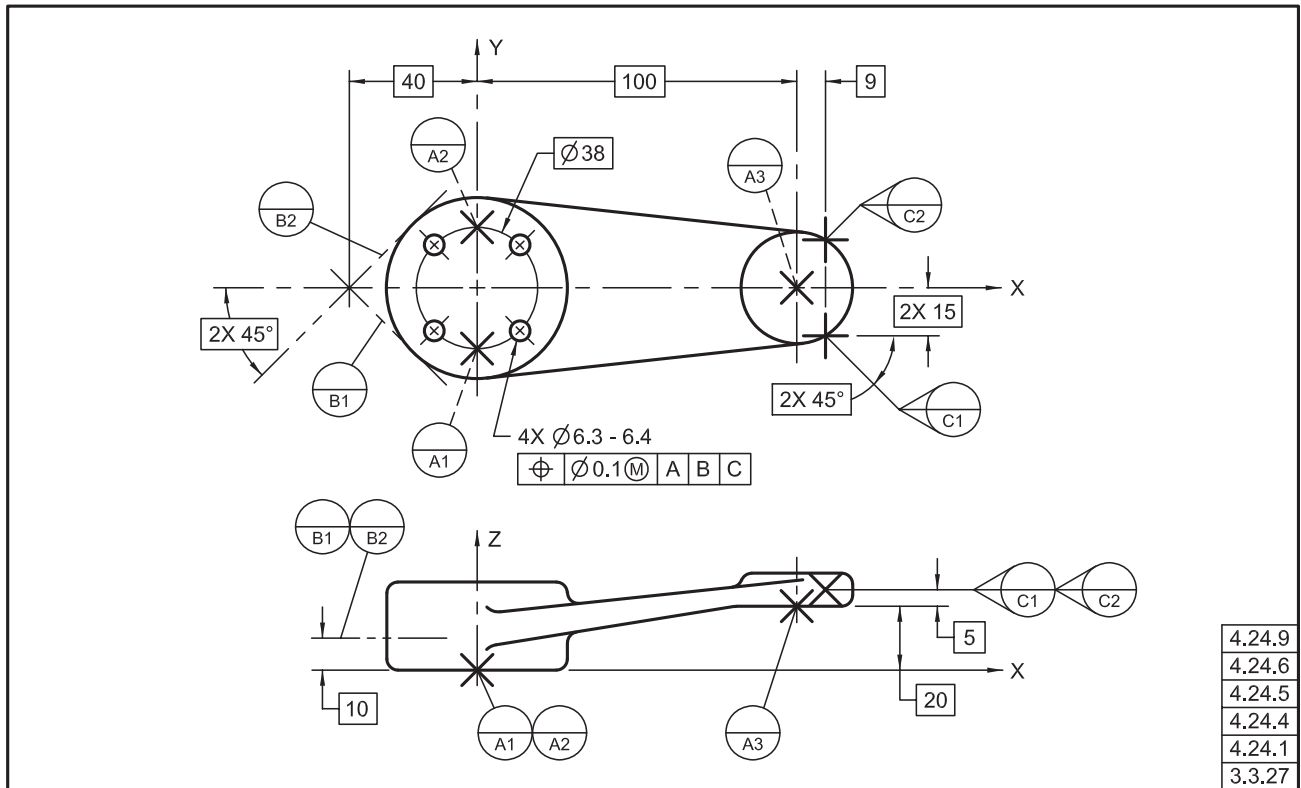 Y
40
100
9
A2
Ø38
A3
B2
C2
X
2X 15
2X 45°
B1
2X 45°
C1
A1
4X Ø6.3 - 6.4
⌖ Ø0.1Ⓜ A B C
B1 B2
Z
C1 C2
5
X
10
20
A1 A2
A3
4.24.9
4.24.6
4.24.5
4.24.4
4.24.1
3.3.27